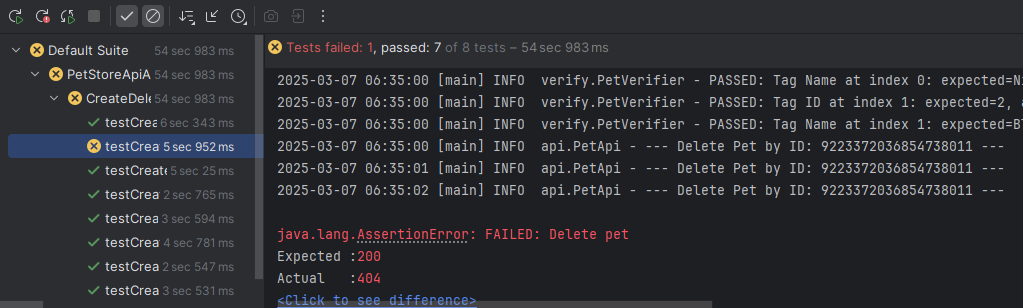 Tests failed: 1, passed: 7 of 8 tests – 54 sec 983 ms
Default Suite 54 sec 983 ms
PetStoreApiA 54 sec 983 ms
CreateDele 54 sec 983 ms
testCrea 6 sec 343 ms
testCrea 5 sec 952 ms
testCreate 5 sec 25 ms
testCrea 2 sec 765 ms
testCrea 3 sec 594 ms
testCrea 4 sec 781 ms
testCrea 2 sec 547 ms
testCrea 3 sec 531 ms
2025-03-07 06:35:00 [main] INFO  verify.PetVerifier - PASSED: Tag Name at index 0: expected=Ni
2025-03-07 06:35:00 [main] INFO  verify.PetVerifier - PASSED: Tag ID at index 1: expected=2, a
2025-03-07 06:35:00 [main] INFO  verify.PetVerifier - PASSED: Tag Name at index 1: expected=BT
2025-03-07 06:35:00 [main] INFO  api.PetApi - --- Delete Pet by ID: 9223372036854738011 ---
2025-03-07 06:35:01 [main] INFO  api.PetApi - --- Delete Pet by ID: 9223372036854738011 ---
2025-03-07 06:35:02 [main] INFO  api.PetApi - --- Delete Pet by ID: 9223372036854738011 ---
java.lang.AssertionError: FAILED: Delete pet
Expected :200
Actual   :404
<Click to see difference>